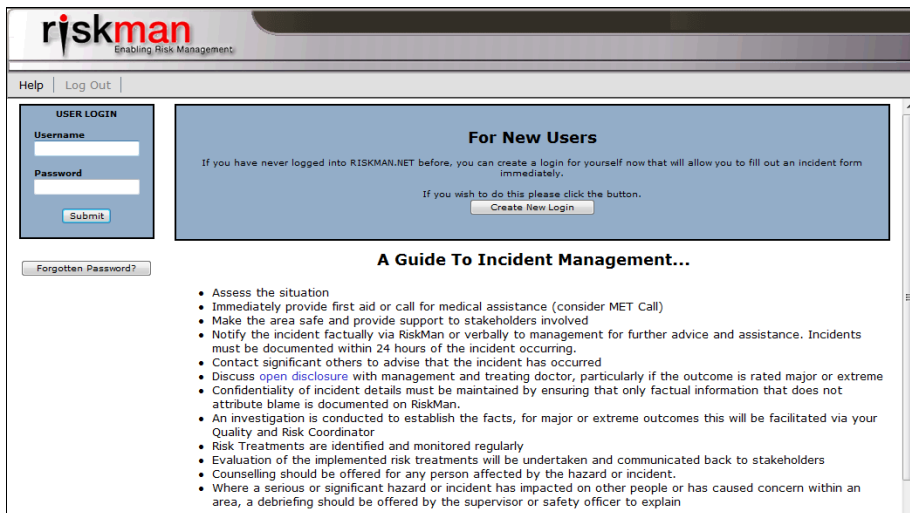 riskman
Enabling Risk Management
Help
Log Out
USER LOGIN
Username
Password
Submit
Forgotten Password?
For New Users
If you have never logged into RISKMAN.NET before, you can create a login for yourself now that will allow you to fill out an incident form
immediately.
If you wish to do this please click the button.
Create New Login
A Guide To Incident Management...
• Assess the situation
• Immediately provide first aid or call for medical assistance (consider MET Call)
• Make the area safe and provide support to stakeholders involved
• Notify the incident factually via RiskMan or verbally to management for further advice and assistance. Incidents
must be documented within 24 hours of the incident occurring.
• Contact significant others to advise that the incident has occurred
• Discuss open disclosure with management and treating doctor, particularly if the outcome is rated major or extreme
• Confidentiality of incident details must be maintained by ensuring that only factual information that does not
attribute blame is documented on RiskMan.
• An investigation is conducted to establish the facts, for major or extreme outcomes this will be facilitated via your
Quality and Risk Coordinator
• Risk Treatments are identified and monitored regularly
• Evaluation of the implemented risk treatments will be undertaken and communicated back to stakeholders
• Counselling should be offered for any person affected by the hazard or incident.
• Where a serious or significant hazard or incident has impacted on other people or has caused concern within an
area, a debriefing should be offered by the supervisor or safety officer to explain